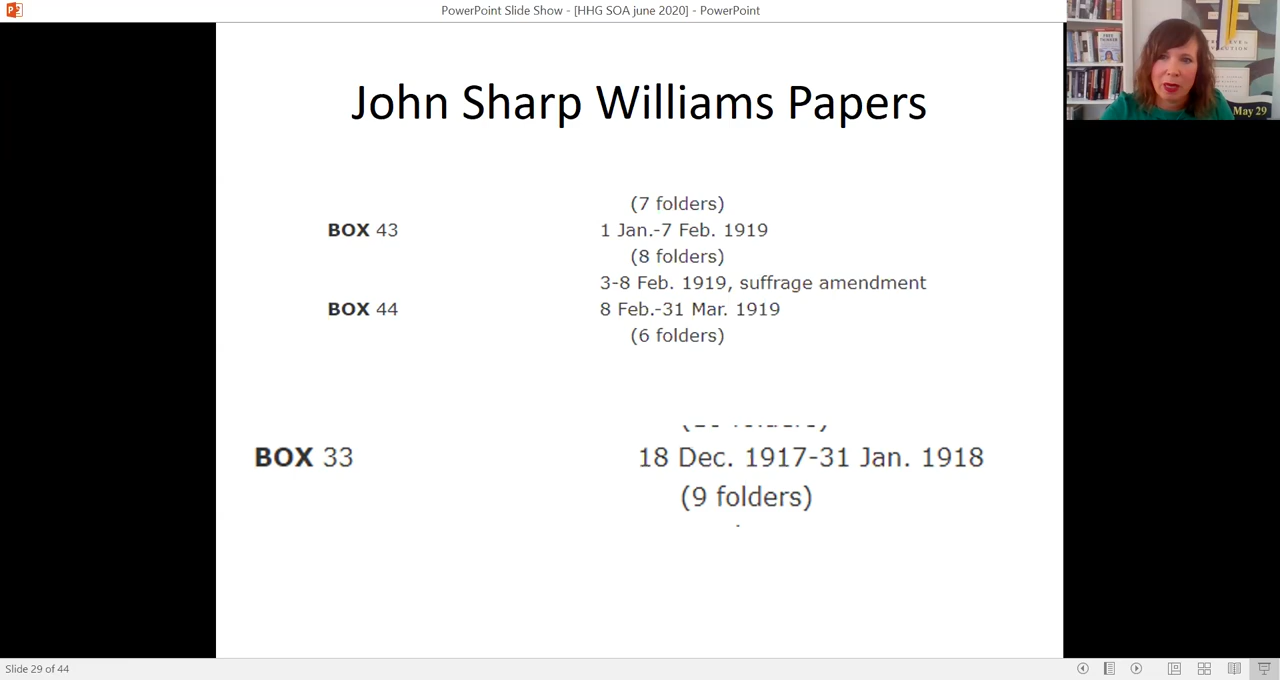 PowerPoint Slide Show - [HHG SOA june 2020] - PowerPoint
John Sharp Williams Papers
(7 folders)
BOX 43 1 Jan.-7 Feb. 1919
(8 folders)
3-8 Feb. 1919, suffrage amendment
BOX 44 8 Feb.-31 Mar. 1919
(6 folders)
BOX 33 18 Dec. 1917-31 Jan. 1918
(9 folders)
May 29
Slide 29 of 44